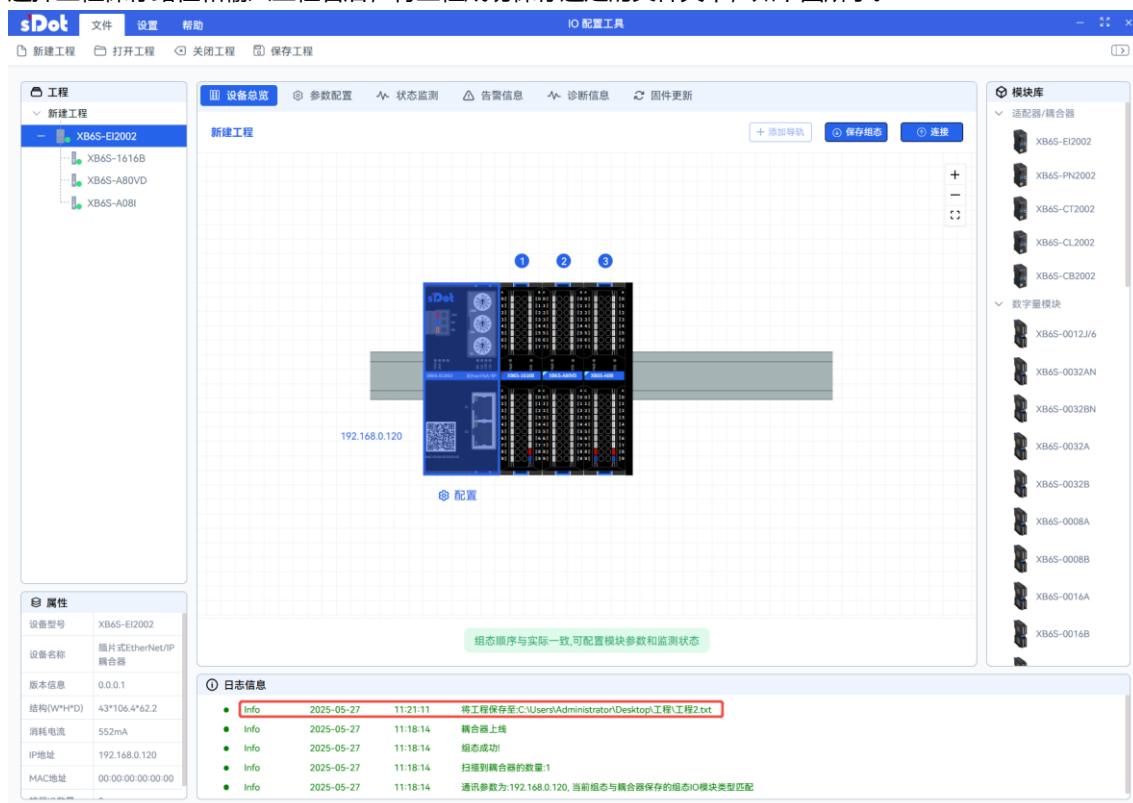 sDot 文件 设置 帮助 IO 配置工具
新建工程 打开工程 关闭工程 保存工程
工程
新建工程
XB6S-EI2002
XB6S-1616B
XB6S-A80VD
XB6S-A08I
设备总览 参数配置 状态监测 告警信息 诊断信息 固件更新
新建工程 + 添加导轨 保存组态 连接
1 2 3
sDot
192.168.0.120
配置
组态顺序与实际一致,可配置模块参数和监测状态
模块库
适配器/耦合器
XB6S-EI2002
XB6S-PN2002
XB6S-CT2002
XB6S-CL2002
XB6S-CB2002
数字量模块
XB6S-0012J/6
XB6S-0032AN
XB6S-0032BN
XB6S-0032A
XB6S-0032B
XB6S-0008A
XB6S-0008B
XB6S-0016A
XB6S-0016B
属性
设备型号 XB6S-EI2002
设备名称 插片式EtherNet/IP
耦合器
版本信息 0.0.0.1
结构(W*H*D) 43*106.4*62.2
消耗电流 552mA
IP地址 192.168.0.120
MAC地址 00:00:00:00:00:00
日志信息
Info 2025-05-27 11:21:11 将工程保存至:C:\Users\Administrator\Desktop\工程\工程2.txt
Info 2025-05-27 11:18:14 耦合器上线
Info 2025-05-27 11:18:14 组态成功!
Info 2025-05-27 11:18:14 扫描到耦合器的数量:1
Info 2025-05-27 11:18:14 通讯参数为:192.168.0.120, 当前组态与耦合器保存的组态IO模块类型匹配